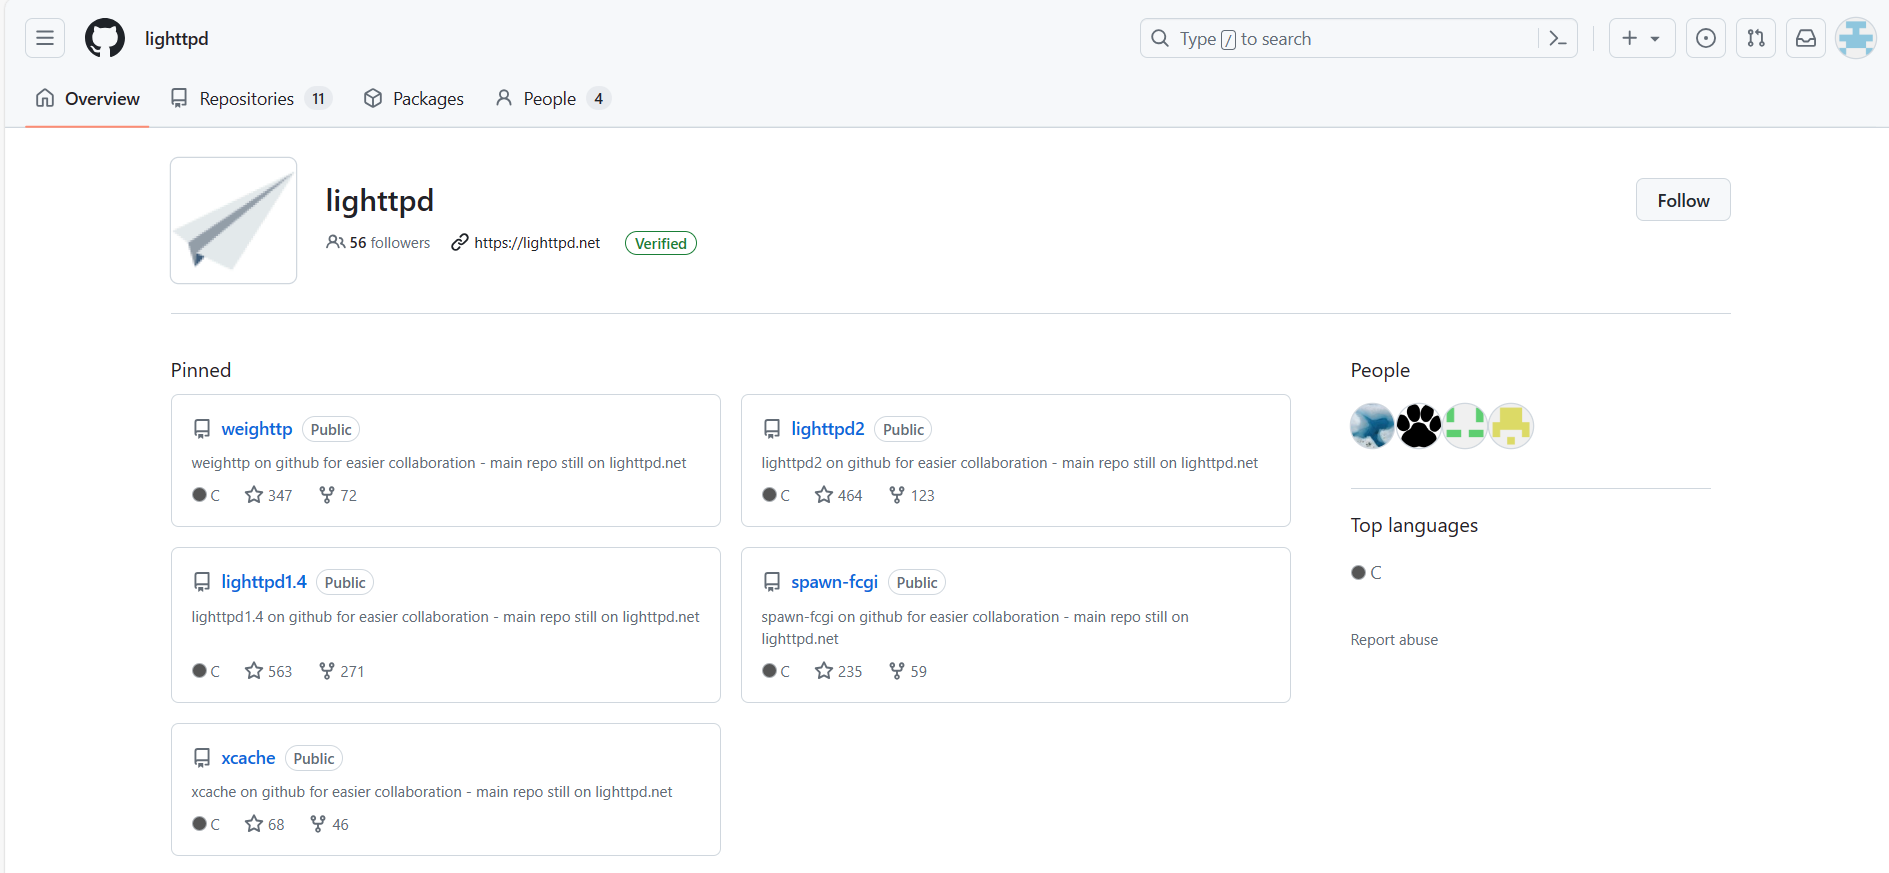 lighttpd
Type / to search
Overview
Repositories 11
Packages
People 4
lighttpd
56 followers
https://lighttpd.net
Verified
Follow
Pinned
weighttp Public
weighttp on github for easier collaboration - main repo still on lighttpd.net
C 347 72
lighttpd2 Public
lighttpd2 on github for easier collaboration - main repo still on lighttpd.net
C 464 123
lighttpd1.4 Public
lighttpd1.4 on github for easier collaboration - main repo still on lighttpd.net
C 563 271
spawn-fcgi Public
spawn-fcgi on github for easier collaboration - main repo still on
lighttpd.net
C 235 59
xcache Public
xcache on github for easier collaboration - main repo still on lighttpd.net
C 68 46
People
Top languages
C
Report abuse